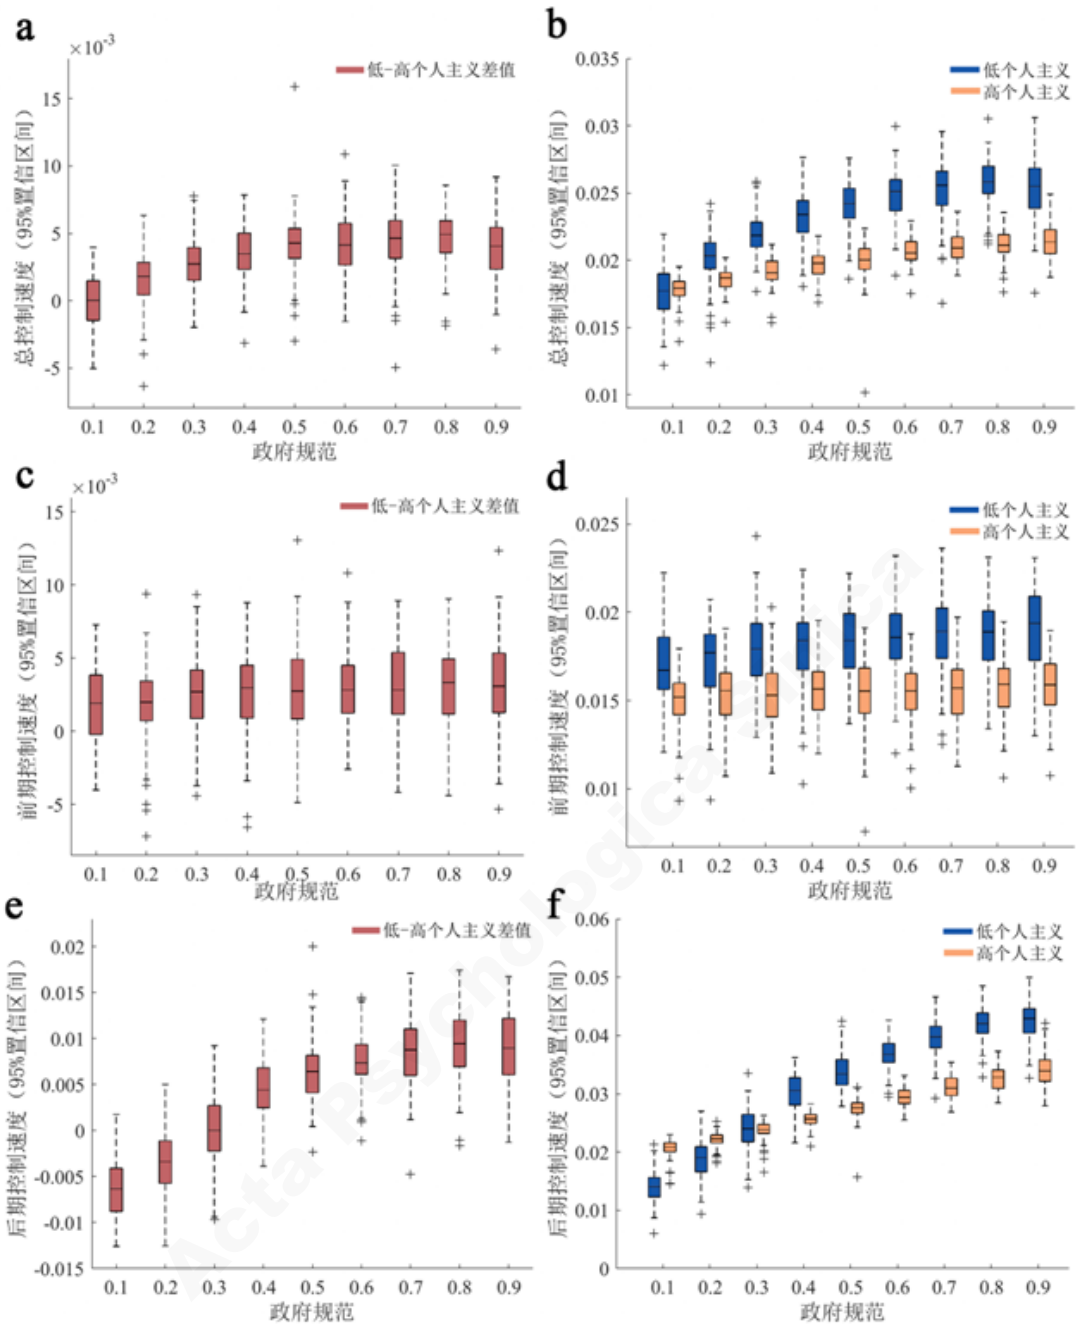 a
×10⁻³
低-高个人主义差值
总控制速度（95%置信区间）
15
10
5
0
-5
0.1 0.2 0.3 0.4 0.5 0.6 0.7 0.8 0.9
政府规范
b
低个人主义
高个人主义
总控制速度（95%置信区间）
0.035
0.03
0.025
0.02
0.015
0.01
0.1 0.2 0.3 0.4 0.5 0.6 0.7 0.8 0.9
政府规范
c
×10⁻³
低-高个人主义差值
前期控制速度（95%置信区间）
15
10
5
0
-5
0.1 0.2 0.3 0.4 0.5 0.6 0.7 0.8 0.9
政府规范
d
低个人主义
高个人主义
前期控制速度（95%置信区间）
0.025
0.02
0.015
0.01
0.1 0.2 0.3 0.4 0.5 0.6 0.7 0.8 0.9
政府规范
e
低-高个人主义差值
后期控制速度（95%置信区间）
0.02
0.015
0.01
0.005
0
-0.005
-0.01
-0.015
0.1 0.2 0.3 0.4 0.5 0.6 0.7 0.8 0.9
政府规范
f
低个人主义
高个人主义
后期控制速度（95%置信区间）
0.06
0.05
0.04
0.03
0.02
0.01
0
0.1 0.2 0.3 0.4 0.5 0.6 0.7 0.8 0.9
政府规范
Acta Psychologica Sinica